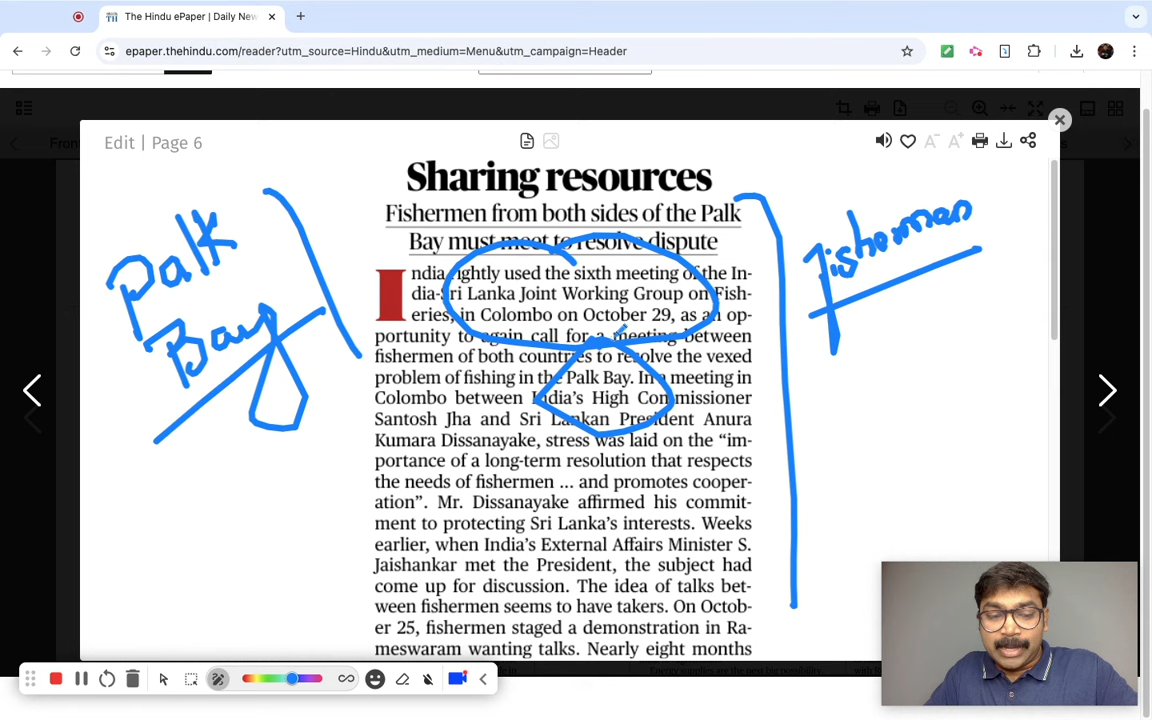 The Hindu ePaper | Daily New
epaper.thehindu.com/reader?utm_source=Hindu&utm_medium=Menu&utm_campaign=Header
Edit | Page 6
Sharing resources
Fishermen from both sides of the Palk
Bay must meet to resolve dispute
India rightly used the sixth meeting of the In-
dia-Sri Lanka Joint Working Group on Fish-
eries, in Colombo on October 29, as an op-
portunity to again call for a meeting between
fishermen of both countries to resolve the vexed
problem of fishing in the Palk Bay. In a meeting in
Colombo between India's High Commissioner
Santosh Jha and Sri Lankan President Anura
Kumara Dissanayake, stress was laid on the “im-
portance of a long-term resolution that respects
the needs of fishermen ... and promotes cooper-
ation”. Mr. Dissanayake affirmed his commit-
ment to protecting Sri Lanka's interests. Weeks
earlier, when India's External Affairs Minister S.
Jaishankar met the President, the subject had
come up for discussion. The idea of talks bet-
ween fishermen seems to have takers. On Octob-
er 25, fishermen staged a demonstration in Ra-
meswaram wanting talks. Nearly eight months
Palk
Bay
fishermen